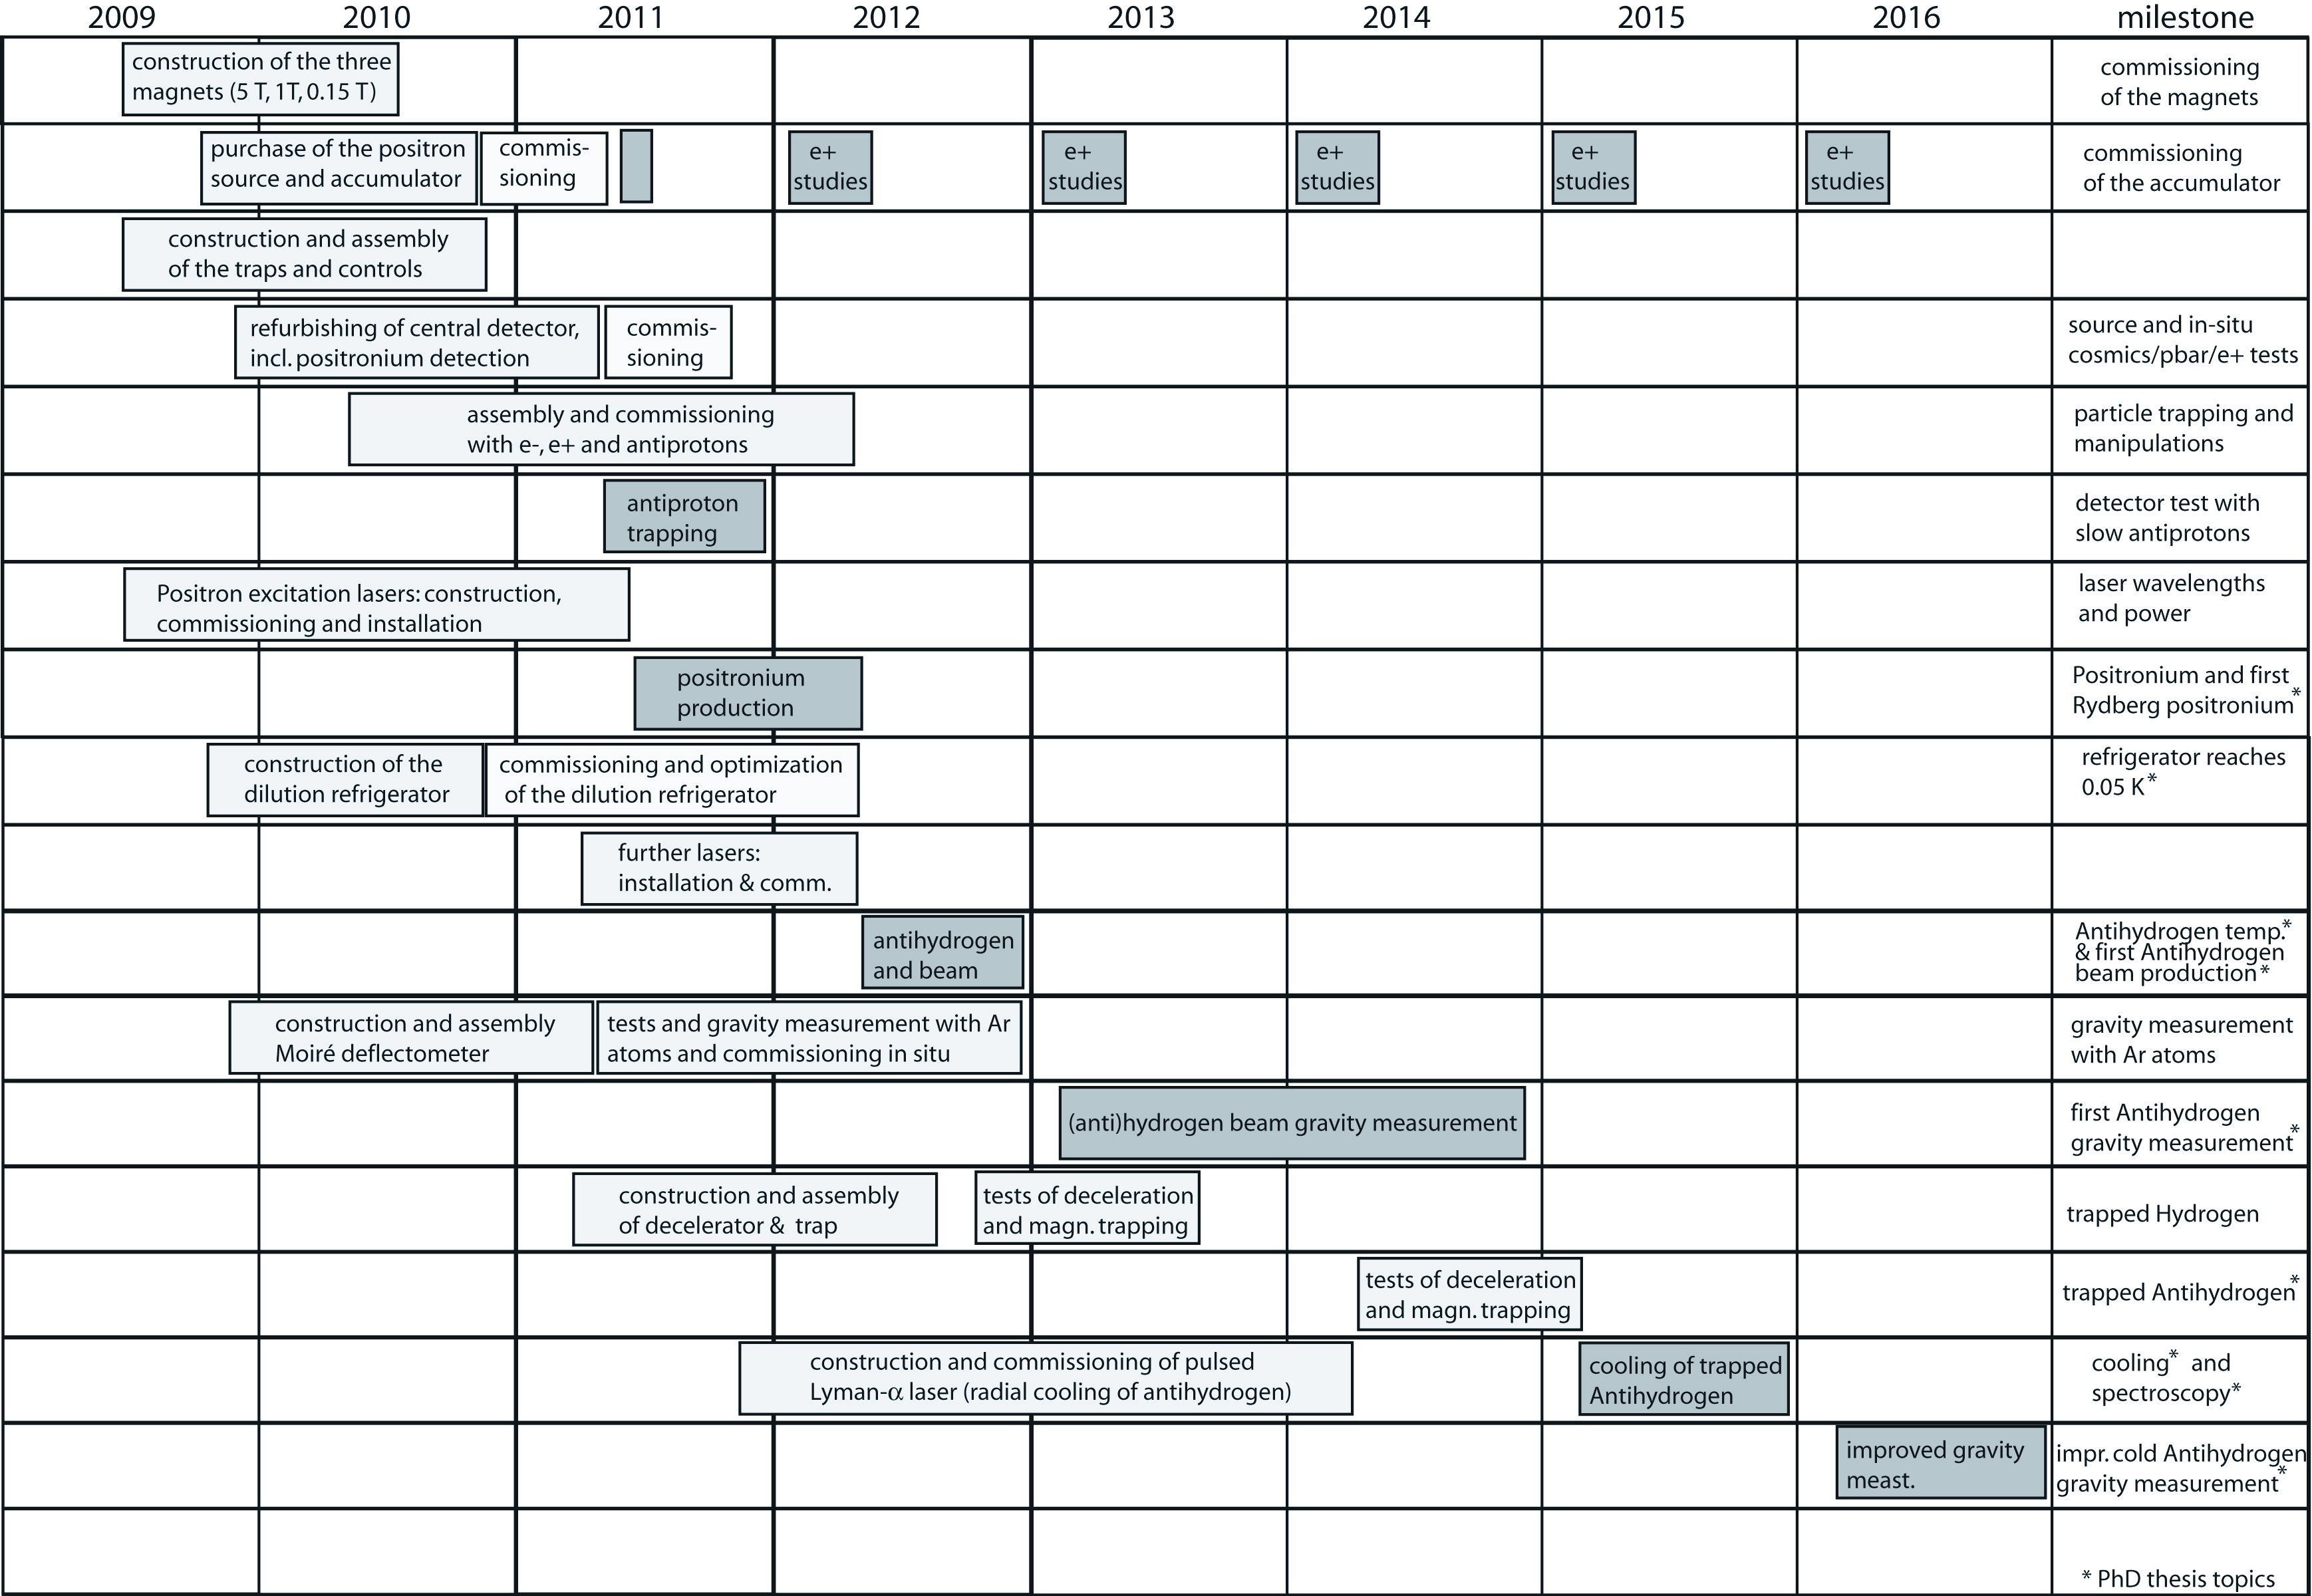 2009 2010 2011 2012 2013 2014 2015 2016 milestone
construction of the three
magnets (5 T, 1T, 0.15 T)
commissioning
of the magnets
purchase of the positron
source and accumulator
commis-
sioning
e+
studies
e+
studies
e+
studies
e+
studies
e+
studies
commissioning
of the accumulator
construction and assembly
of the traps and controls
refurbishing of central detector,
incl. positronium detection
commis-
sioning
source and in-situ
cosmics/pbar/e+ tests
assembly and commissioning
with e-, e+ and antiprotons
particle trapping and
manipulations
antiproton
trapping
detector test with
slow antiprotons
Positron excitation lasers: construction,
commissioning and installation
laser wavelengths
and power
positronium
production
Positronium and first
Rydberg positronium*
construction of the
dilution refrigerator
commissioning and optimization
of the dilution refrigerator
refrigerator reaches
0.05 K*
further lasers:
installation & comm.
antihydrogen
and beam
Antihydrogen temp.*
& first Antihydrogen
beam production*
construction and assembly
Moiré deflectometer
tests and gravity measurement with Ar
atoms and commissioning in situ
gravity measurement
with Ar atoms
(anti)hydrogen beam gravity measurement
first Antihydrogen
gravity measurement*
construction and assembly
of decelerator & trap
tests of deceleration
and magn. trapping
trapped Hydrogen
tests of deceleration
and magn. trapping
trapped Antihydrogen*
construction and commissioning of pulsed
Lyman-α laser (radial cooling of antihydrogen)
cooling of trapped
Antihydrogen
cooling* and
spectroscopy*
improved gravity
meast.
impr. cold Antihydrogen
gravity measurement*
* PhD thesis topics